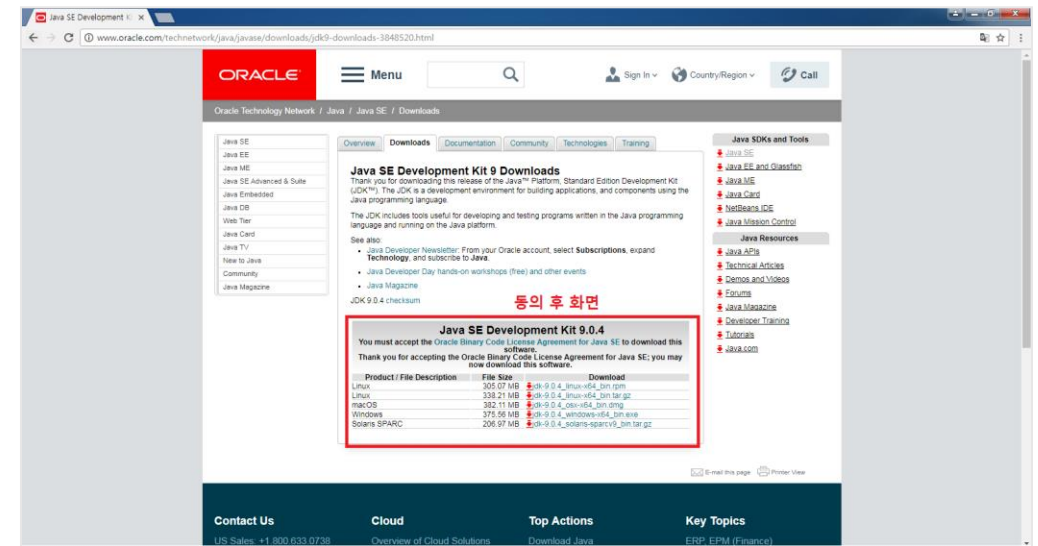 Java SE Development K
www.oracle.com/technetwork/java/javase/downloads/jdk9-downloads-3848520.html
ORACLE
Menu
Sign In
Country/Region
Call
Oracle Technology Network / Java / Java SE / Downloads
Java SE
Java EE
Java ME
Java SE Advanced & Suite
Java Embedded
Java DB
Web Tier
Java Card
Java TV
New to Java
Community
Java Magazine
Overview
Downloads
Documentation
Community
Technologies
Training
Java SE Development Kit 9 Downloads
Thank you for downloading this release of the Java™ Platform, Standard Edition Development Kit
(JDK™). The JDK is a development environment for building applications, and components using the
Java programming language.
The JDK includes tools useful for developing and testing programs written in the Java programming
language and running on the Java platform.
See also:
• Java Developer Newsletter: From your Oracle account, select Subscriptions, expand
Technology, and subscribe to Java.
• Java Developer Day hands-on workshops (free) and other events
• Java Magazine
JDK 9.0.4 checksum
동의 후 화면
Java SE Development Kit 9.0.4
You must accept the Oracle Binary Code License Agreement for Java SE to download this
software.
Thank you for accepting the Oracle Binary Code License Agreement for Java SE; you may
now download this software.
Product / File Description File Size Download
Linux 305.07 MB jdk-9.0.4_linux-x64_bin.rpm
Linux 338.21 MB jdk-9.0.4_linux-x64_bin.tar.gz
macOS 382.11 MB jdk-9.0.4_osx-x64_bin.dmg
Windows 375.56 MB jdk-9.0.4_windows-x64_bin.exe
Solaris SPARC 206.97 MB jdk-9.0.4_solaris-sparcv9_bin.tar.gz
Java SDKs and Tools
Java SE
Java EE and Glassfish
Java ME
Java Card
NetBeans IDE
Java Mission Control
Java Resources
Java APIs
Technical Articles
Demos and Videos
Forums
Java Magazine
Developer Training
Tutorials
Java.com
E-mail this page
Printer View
Contact Us
US Sales: +1.800.633.0738
Cloud
Overview of Cloud Solutions
Top Actions
Download Java
Key Topics
ERP, EPM (Finance)